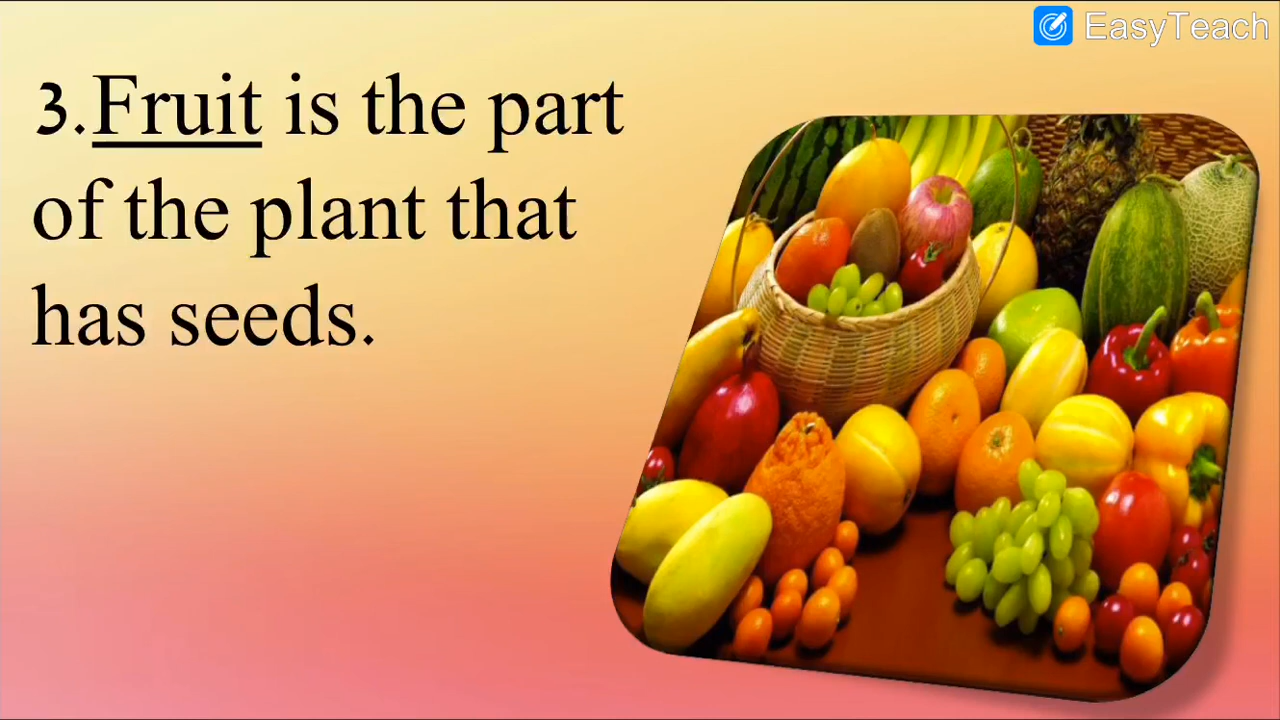 EasyTeach
3.Fruit is the part
of the plant that
has seeds.